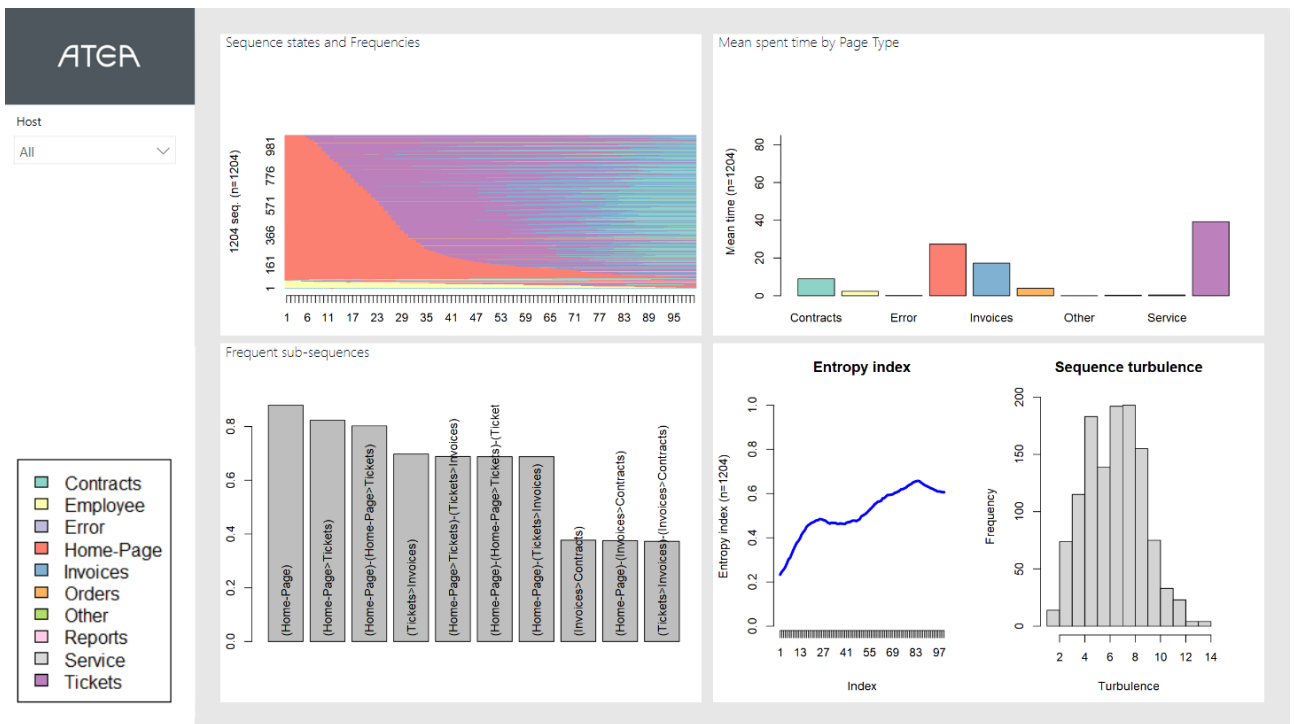 ATEA
Host
All
Contracts
Employee
Error
Home-Page
Invoices
Orders
Other
Reports
Service
Tickets
Sequence states and Frequencies
1204 seq. (n=1204)
981
776
571
366
161
1
1 6 11 17 23 29 35 41 47 53 59 65 71 77 83 89 95
Mean spent time by Page Type
Mean time (n=1204)
80
60
40
20
0
Contracts Error Invoices Other Service
Frequent sub-sequences
0.8
0.6
0.4
0.2
0.0
(Home-Page)
(Home-Page>Tickets)
(Home-Page)-(Home-Page>Tickets)
(Tickets>Invoices)
(Home-Page>Tickets)-(Tickets>Invoices)
(Home-Page)-(Home-Page>Tickets)-(Ticket
(Home-Page)-(Tickets>Invoices)
(Invoices>Contracts)
(Home-Page)-(Invoices>Contracts)
(Tickets>Invoices)-(Invoices>Contracts)
Entropy index
Entropy index (n=1204)
1.0
0.8
0.6
0.4
0.2
0.0
1 13 27 41 55 69 83 97
Index
Sequence turbulence
Frequency
200
150
100
50
0
2 4 6 8 10 12 14
Turbulence